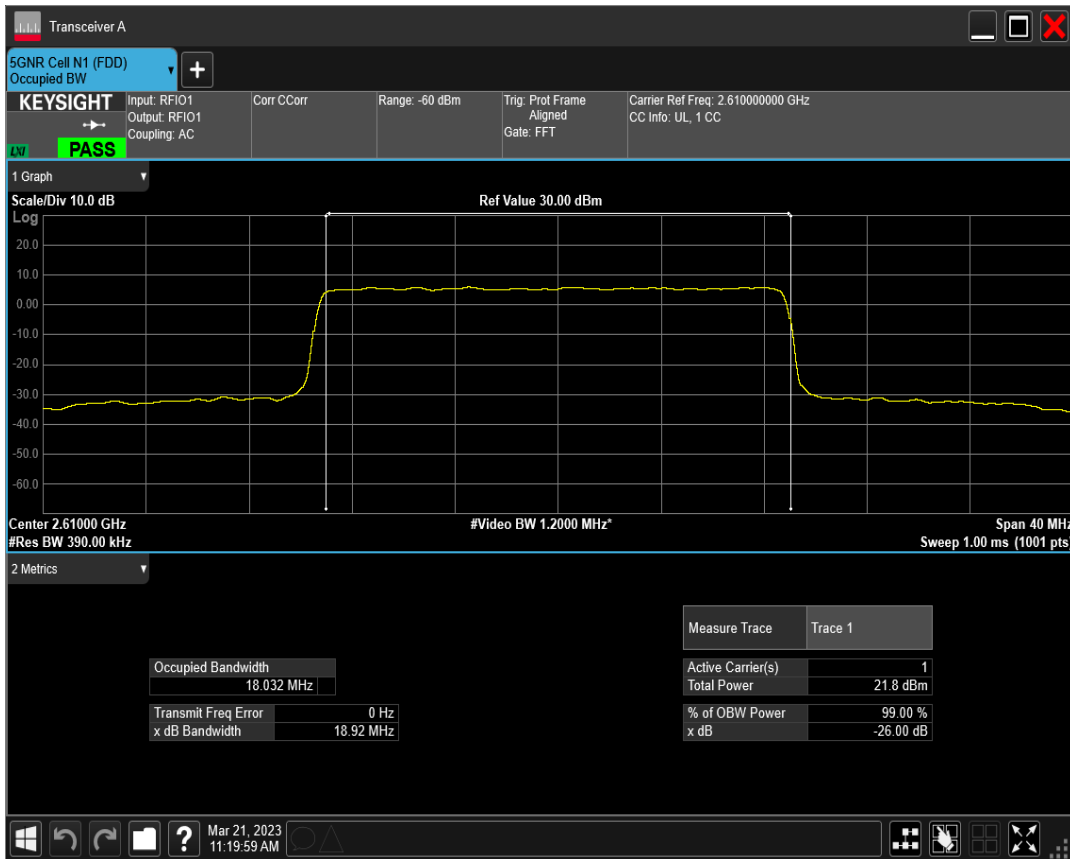 Transceiver A
5GNR Cell N1 (FDD)
Occupied BW
KEYSIGHT
LXI
PASS
Input: RFIO1
Output: RFIO1
Coupling: AC
Corr CCorr
Range: -60 dBm
Trig: Prot Frame
Aligned
Gate: FFT
Carrier Ref Freq: 2.610000000 GHz
CC Info: UL, 1 CC
1 Graph
Scale/Div 10.0 dB
Ref Value 30.00 dBm
Log
20.0
10.0
0.00
-10.0
-20.0
-30.0
-40.0
-50.0
-60.0
Center 2.61000 GHz
#Video BW 1.2000 MHz*
Span 40 MHz
#Res BW 390.00 kHz
Sweep 1.00 ms (1001 pts)
2 Metrics
Measure Trace Trace 1
Occupied Bandwidth
18.032 MHz
Transmit Freq Error 0 Hz
x dB Bandwidth 18.92 MHz
Active Carrier(s) 1
Total Power 21.8 dBm
% of OBW Power 99.00 %
x dB -26.00 dB
?
Mar 21, 2023
11:19:59 AM